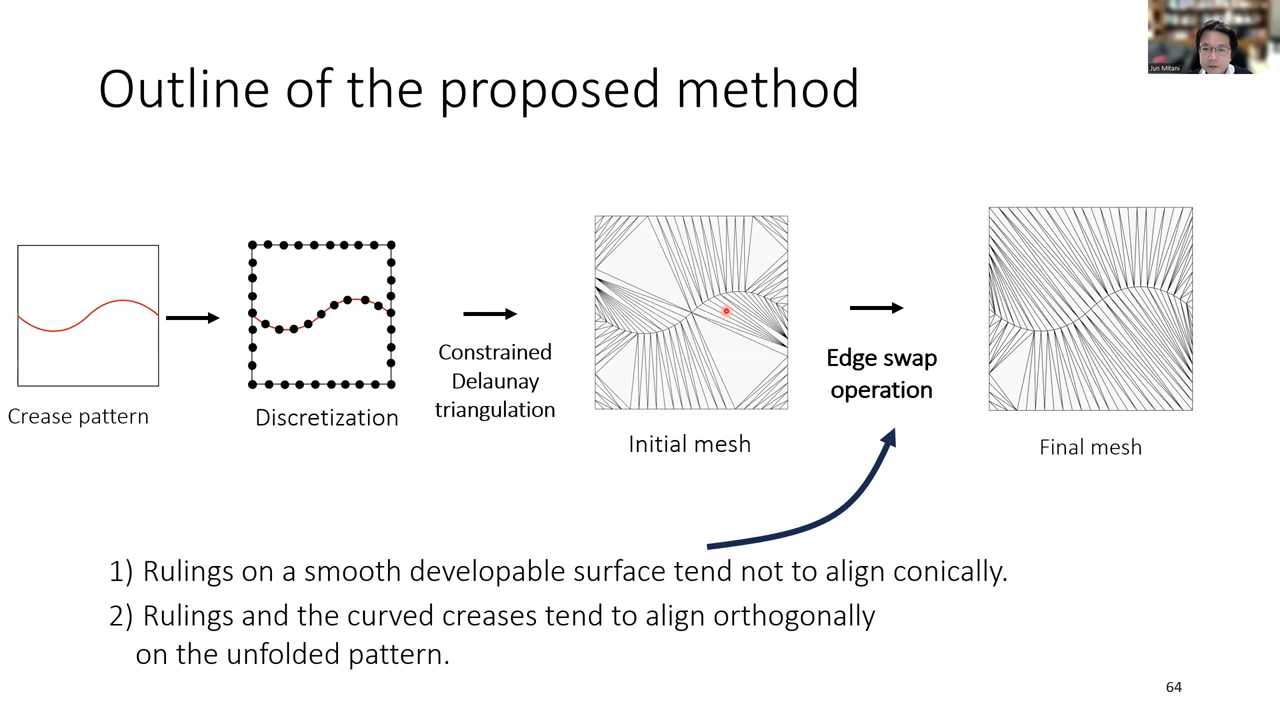 Jun Mitani
Outline of the proposed method
Crease pattern
Discretization
Constrained
Delaunay
triangulation
Initial mesh
Edge swap
operation
Final mesh
1) Rulings on a smooth developable surface tend not to align conically.
2) Rulings and the curved creases tend to align orthogonally
on the unfolded pattern.
64